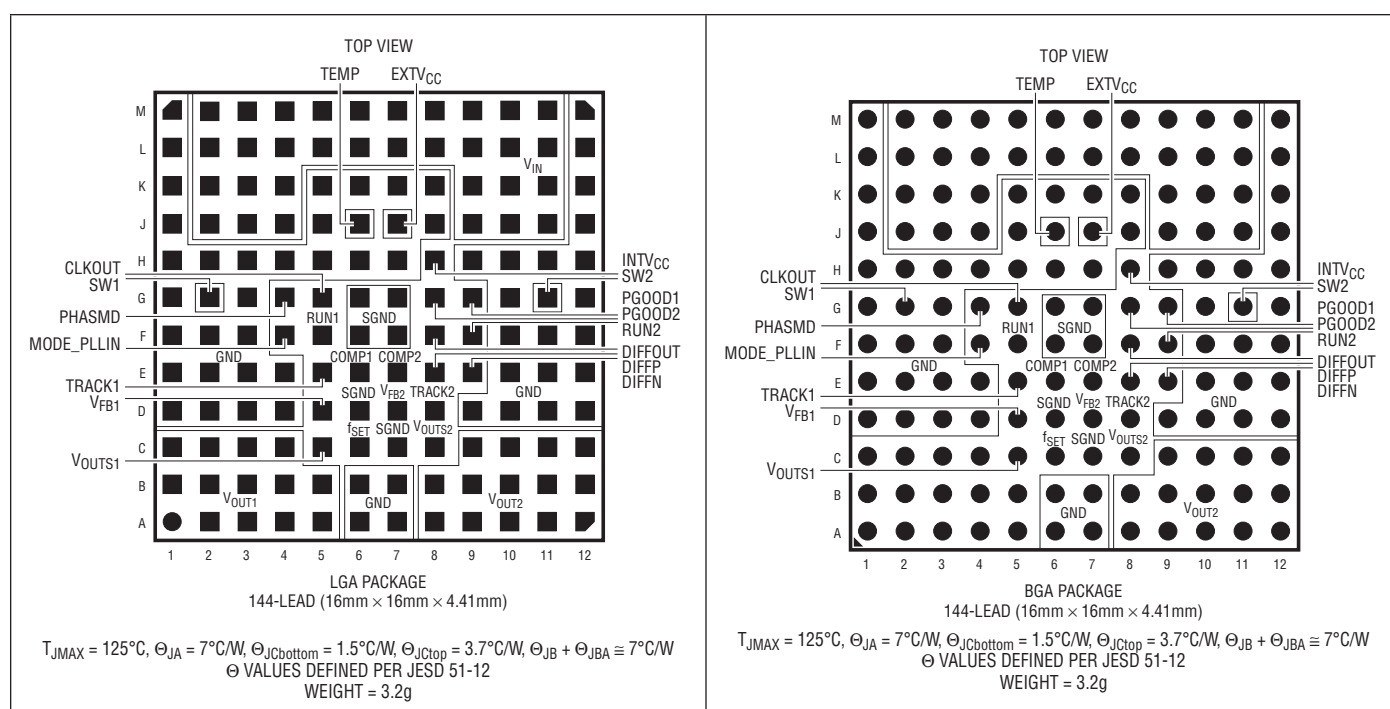 TOP VIEW
TEMP EXTVCC
M
L
VIN
K
J
H
CLKOUT
SW1
INTVCC
SW2
G
PGOOD1
PGOOD2
PHASMD
RUN1 SGND
RUN2
F
MODE_PLLIN
GND
COMP1 COMP2
DIFFOUT
DIFFP
DIFFN
E
TRACK1
VFB1
SGND VFB2 TRACK2
GND
D
fSET SGND VOUTS2
C
VOUTS1
B
VOUT1
GND
VOUT2
A
1 2 3 4 5 6 7 8 9 10 11 12
LGA PACKAGE
144-LEAD (16mm × 16mm × 4.41mm)
TJMAX = 125°C, ΘJA = 7°C/W, ΘJCbottom = 1.5°C/W, ΘJCtop = 3.7°C/W, ΘJB + ΘJBA ≅ 7°C/W
Θ VALUES DEFINED PER JESD 51-12
WEIGHT = 3.2g
TOP VIEW
TEMP EXTVCC
M
L
K
J
H
CLKOUT
SW1
INTVCC
SW2
G
PGOOD1
PGOOD2
PHASMD
RUN1 SGND
RUN2
F
MODE_PLLIN
GND
COMP1 COMP2
DIFFOUT
DIFFP
DIFFN
E
TRACK1
VFB1
SGND VFB2 TRACK2
GND
D
fSET SGND VOUTS2
C
VOUTS1
B
GND
VOUT2
A
1 2 3 4 5 6 7 8 9 10 11 12
BGA PACKAGE
144-LEAD (16mm × 16mm × 4.41mm)
TJMAX = 125°C, ΘJA = 7°C/W, ΘJCbottom = 1.5°C/W, ΘJCtop = 3.7°C/W, ΘJB + ΘJBA ≅ 7°C/W
Θ VALUES DEFINED PER JESD 51-12
WEIGHT = 3.2g